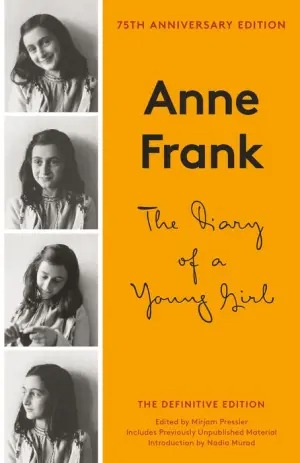 75TH ANNIVERSARY EDITION
Anne
Frank
The Diary
of a
Young Girl
THE DEFINITIVE EDITION
Edited by Mirjam Pressler
Includes Previously Unpublished Material
Introduction by Nadia Murad